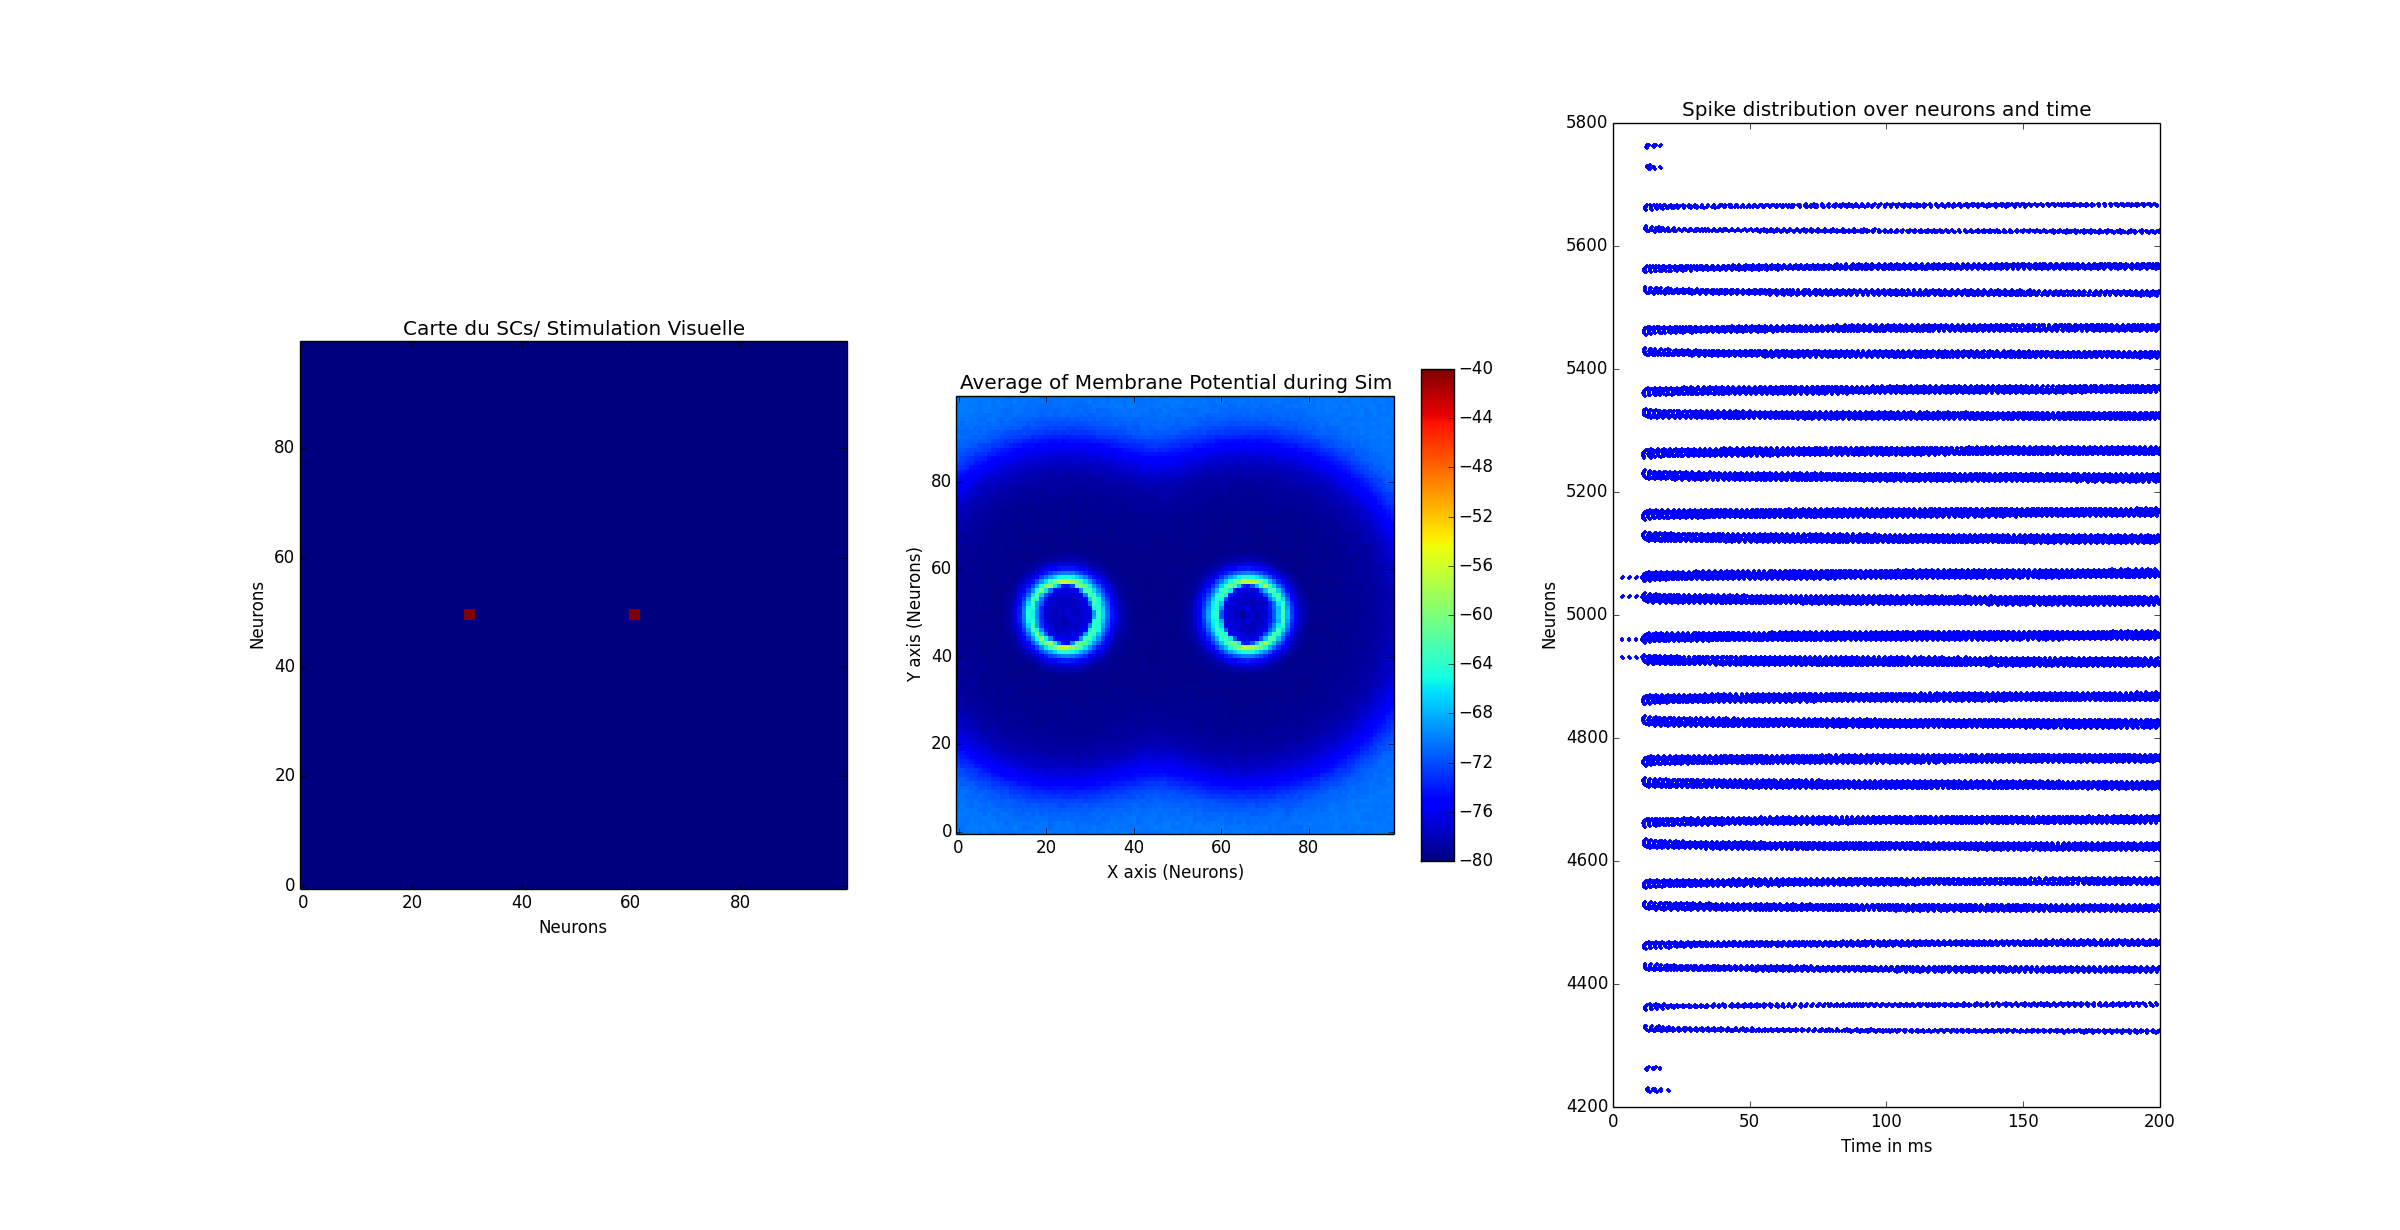 Carte du SCs/ Stimulation Visuelle
Neurons
80
60
40
20
0
0 20 40 60 80
Neurons
Average of Membrane Potential during Sim
Y axis (Neurons)
80
60
40
20
0
0 20 40 60 80
X axis (Neurons)
−40
−44
−48
−52
−56
−60
−64
−68
−72
−76
−80
Spike distribution over neurons and time
Neurons
5800
5600
5400
5200
5000
4800
4600
4400
4200
0 50 100 150 200
Time in ms